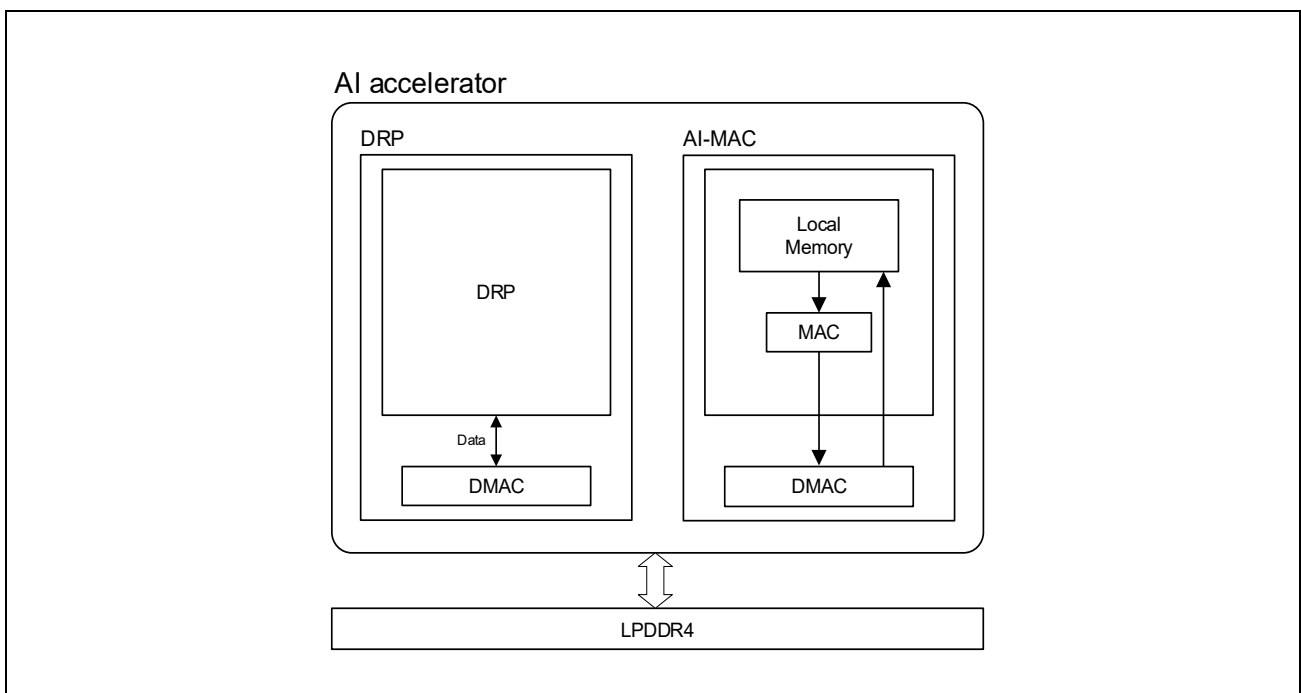 AI accelerator
DRP
AI-MAC
DRP
Local
Memory
MAC
Data
DMAC
DMAC
LPDDR4